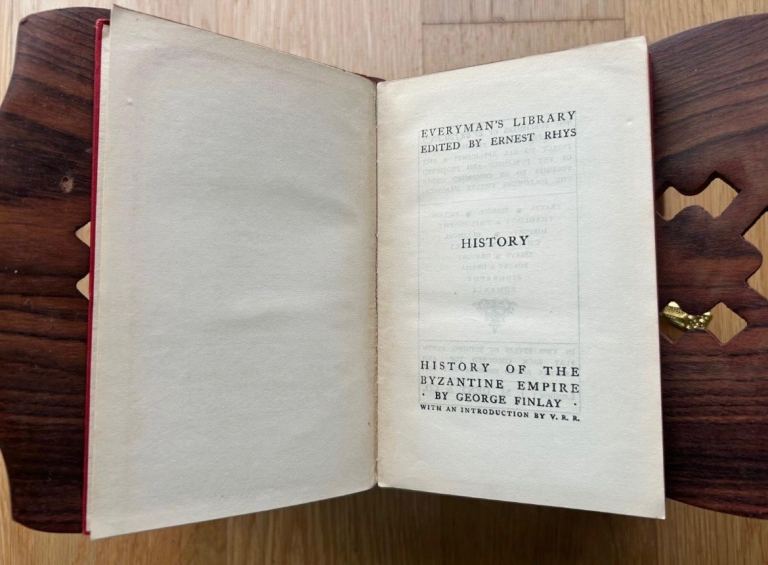 EVERYMAN'S LIBRARY
EDITED BY ERNEST RHYS
HISTORY
HISTORY OF THE
BYZANTINE EMPIRE
· BY GEORGE FINLAY ·
WITH AN INTRODUCTION BY V. R. R.